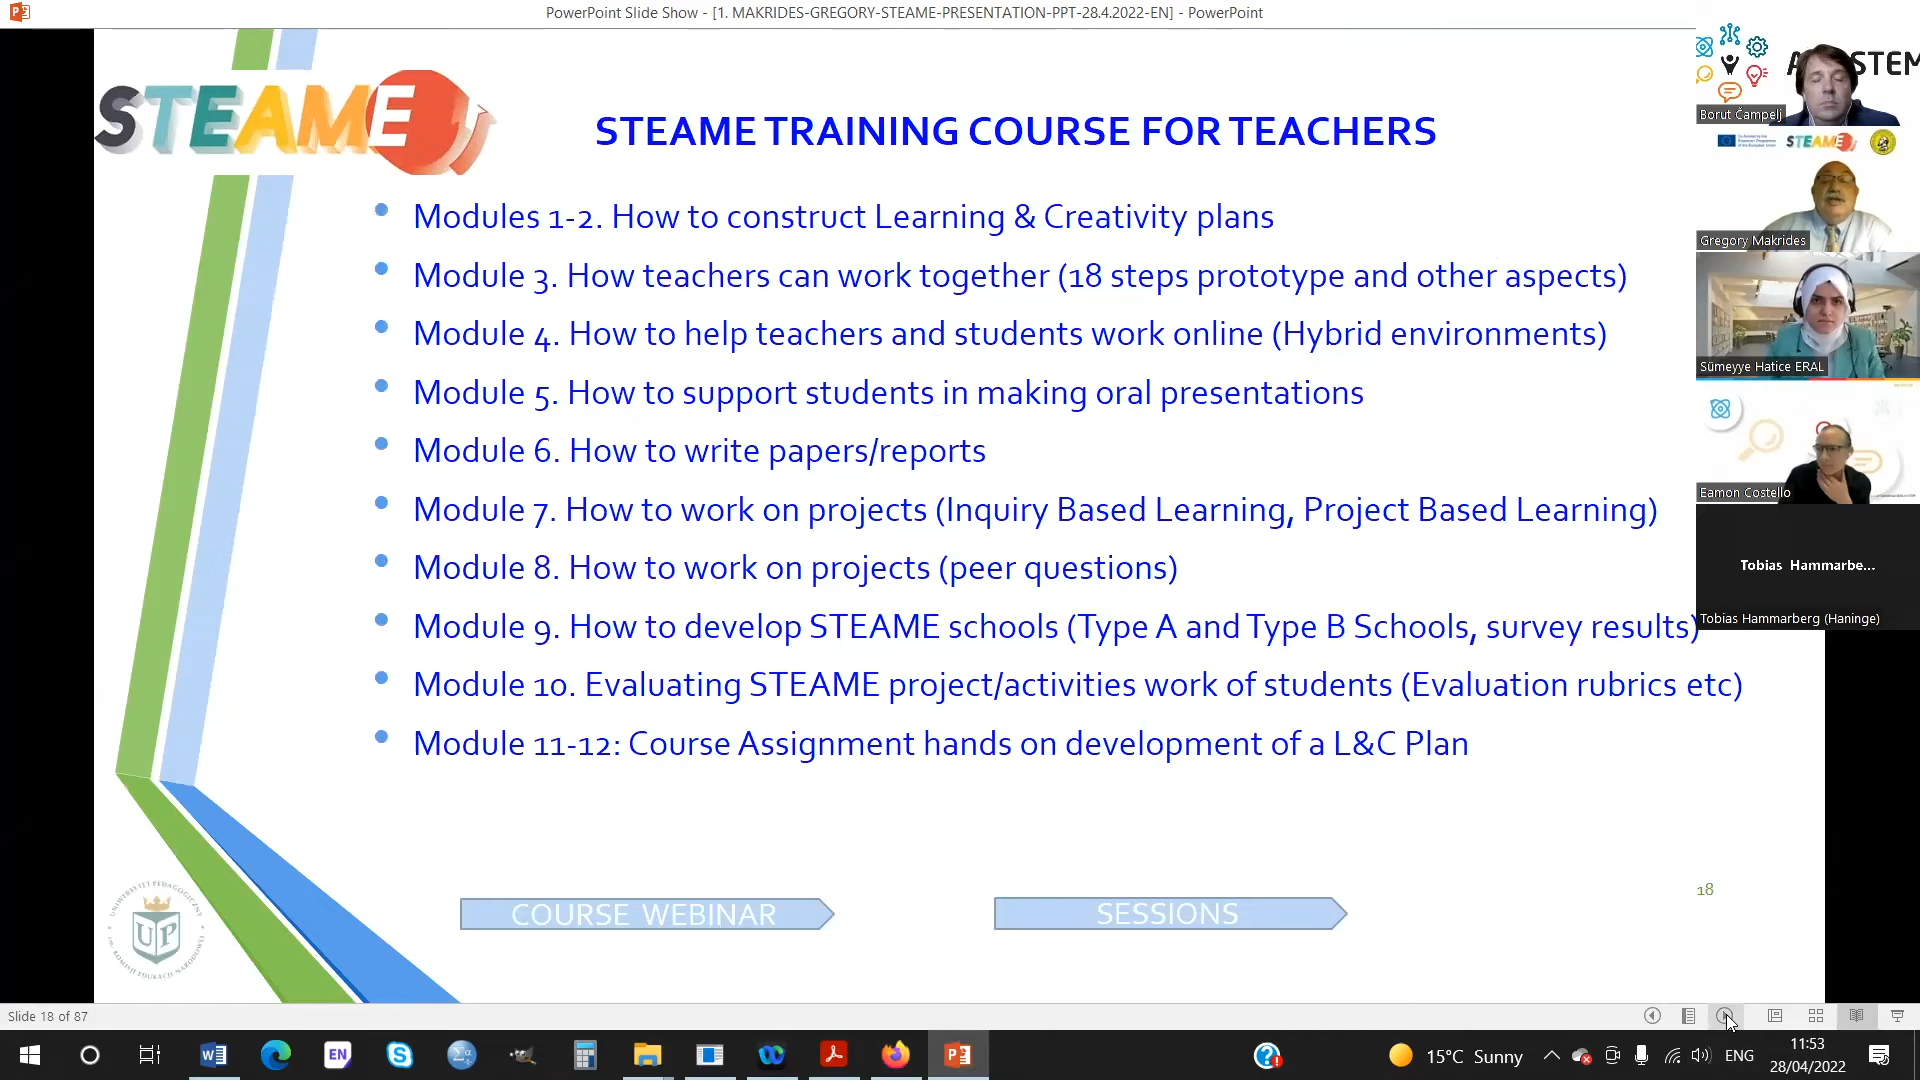 PowerPoint Slide Show - [1. MAKRIDES-GREGORY-STEAME-PRESENTATION-PPT-28.4.2022-EN] - PowerPoint
STEAME
STEAME TRAINING COURSE FOR TEACHERS
• Modules 1-2. How to construct Learning & Creativity plans
• Module 3. How teachers can work together (18 steps prototype and other aspects)
• Module 4. How to help teachers and students work online (Hybrid environments)
• Module 5. How to support students in making oral presentations
• Module 6. How to write papers/reports
• Module 7. How to work on projects (Inquiry Based Learning, Project Based Learning)
• Module 8. How to work on projects (peer questions)
• Module 9. How to develop STEAME schools (Type A and Type B Schools, survey results)
• Module 10. Evaluating STEAME project/activities work of students (Evaluation rubrics etc)
• Module 11-12: Course Assignment hands on development of a L&C Plan
18
COURSE WEBINAR
SESSIONS
UNIWERSYTET PEDAGOGICZNY
UP
KOMISJI EDUKACJI NARODOWEJ
STEM
Borut Čampelj
STEAME
Gregory Makrides
Sümeyye Hatice ERAL
Eamon Costello
Tobias Hammarbe...
Tobias Hammarberg (Haninge)
Slide 18 of 87
EN
15°C Sunny
ENG
11:53
28/04/2022